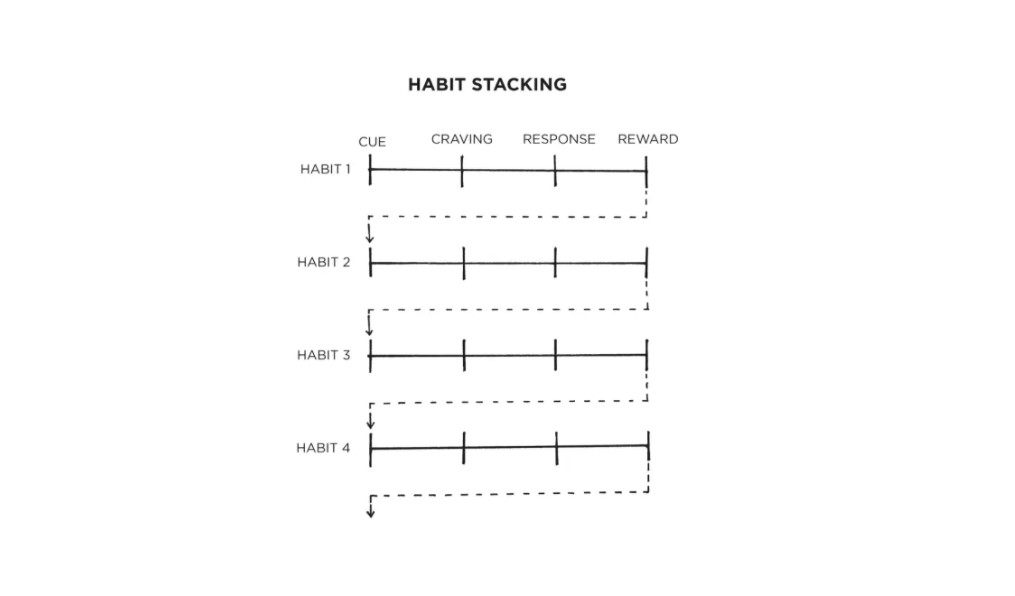 HABIT STACKING
CUE CRAVING RESPONSE REWARD
HABIT 1
HABIT 2
HABIT 3
HABIT 4